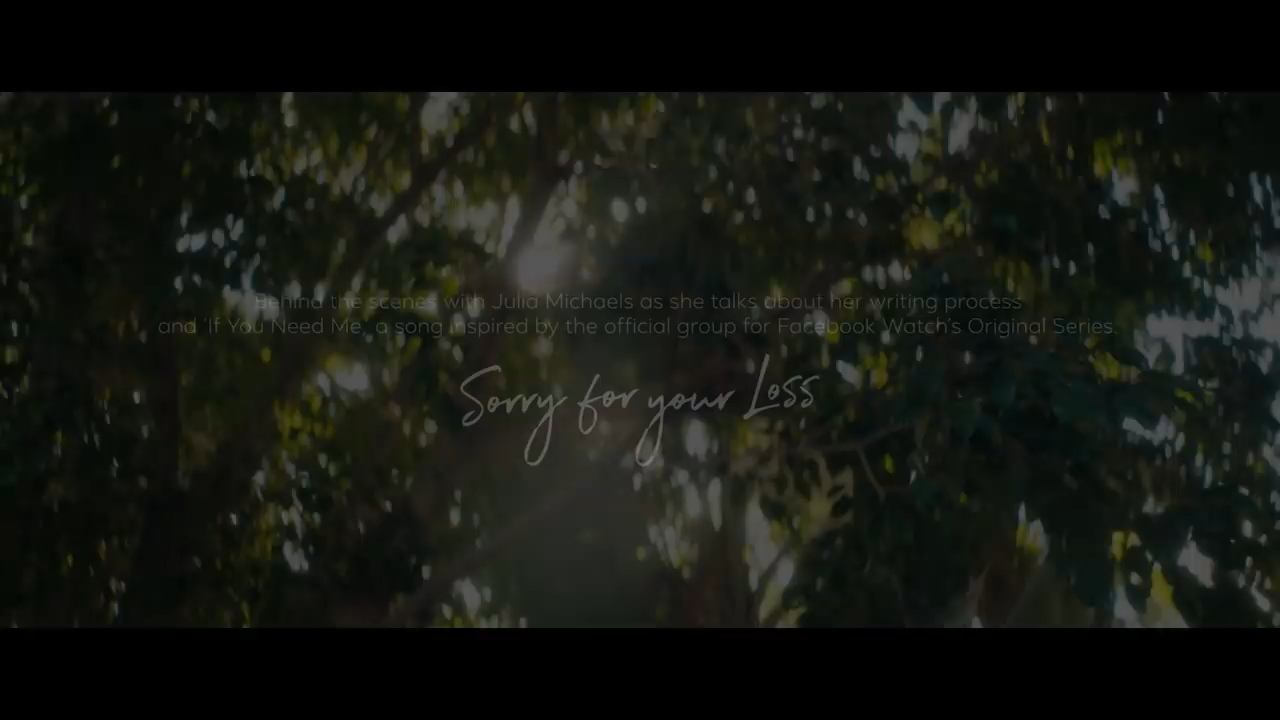 Behind the scenes with Julia Michaels as she talks about her writing process
and 'If You Need Me,' a song inspired by the official group for Facebook Watch's Original Series.
Sorry for your Loss